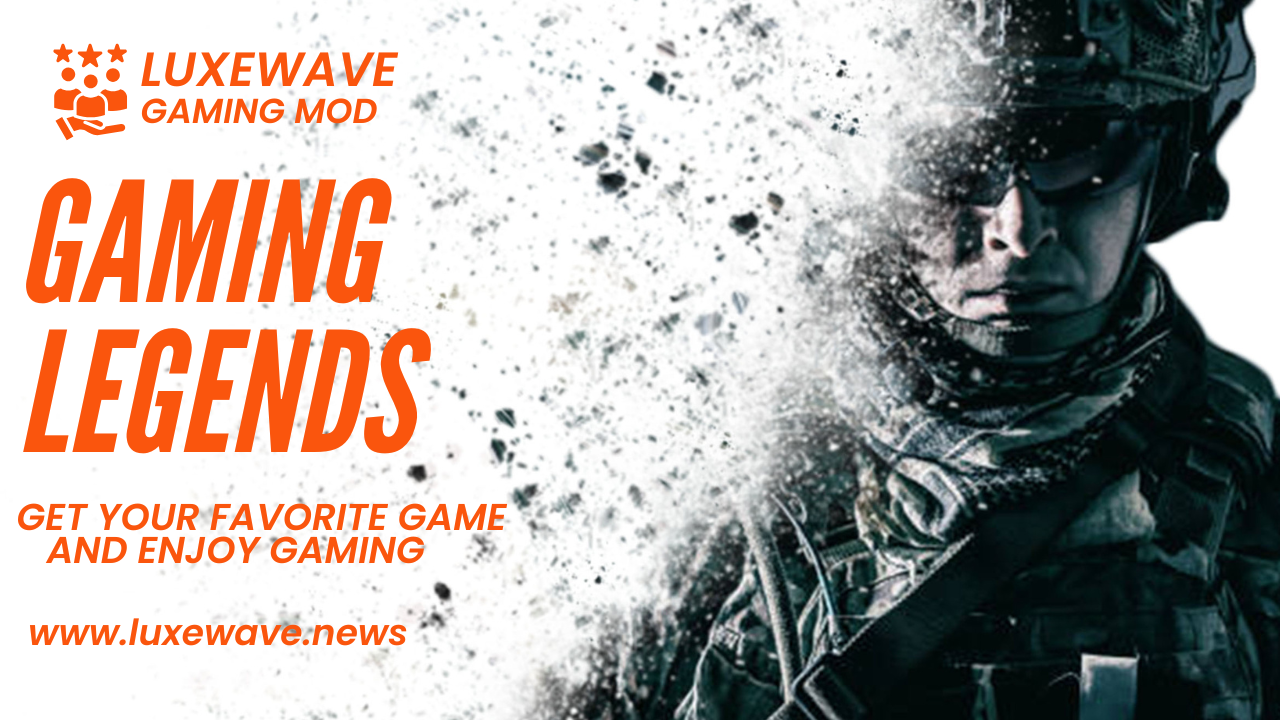 LUXEWAVE
GAMING MOD
GAMING
LEGENDS
GET YOUR FAVORITE GAME
AND ENJOY GAMING
www.luxewave.news